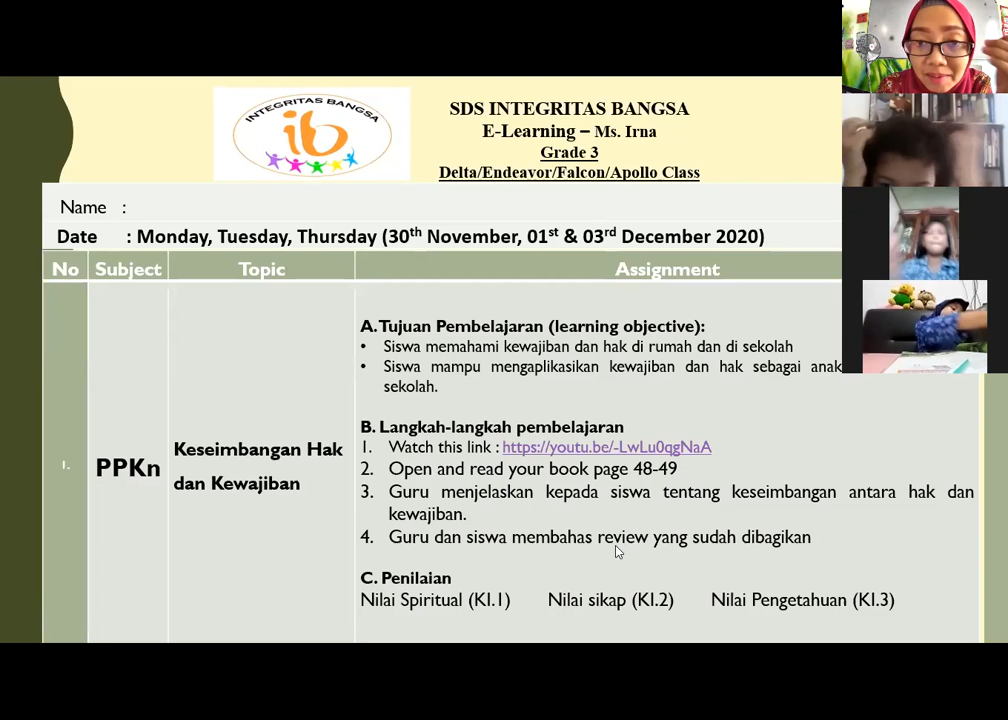 INTEGRITAS BANGSA
ib
SDS INTEGRITAS BANGSA
E-Learning – Ms. Irna
Grade 3
Delta/Endeavor/Falcon/Apollo Class
Name :
Date : Monday, Tuesday, Thursday (30th November, 01st & 03rd December 2020)
No Subject Topic Assignment
1. PPKn
Keseimbangan Hak
dan Kewajiban
A. Tujuan Pembelajaran (learning objective):
• Siswa memahami kewajiban dan hak di rumah dan di sekolah
• Siswa mampu mengaplikasikan kewajiban dan hak sebagai anak
sekolah.
B. Langkah-langkah pembelajaran
1. Watch this link : https://youtu.be/-LwLu0qgNaA
2. Open and read your book page 48-49
3. Guru menjelaskan kepada siswa tentang keseimbangan antara hak dan
kewajiban.
4. Guru dan siswa membahas review yang sudah dibagikan
C. Penilaian
Nilai Spiritual (KI.1) Nilai sikap (KI.2) Nilai Pengetahuan (KI.3)